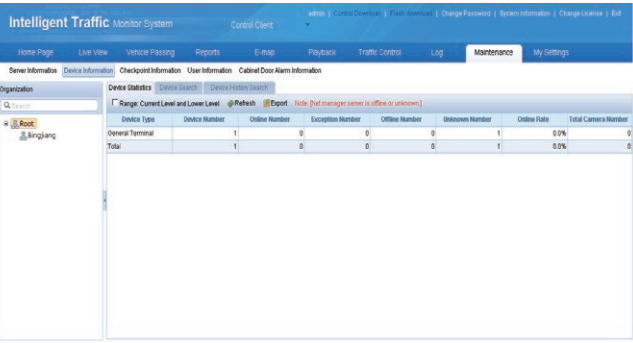 Intelligent Traffic Monitor System
Control Client
admin | Control Download | Flash download | Change Password | System Information | Change License | Exit
Home Page Live View Vehicle Passing Reports E-map Playback Traffic Control Log Maintenance My Settings
Server Information Device Information Checkpoint Information User Information Cabinet Door Alarm Information
Organization
Search
Root
Bingjiang
Device Statistics Device Search Device History Search
Range: Current Level and Lower Level Refresh Export Note: [Net manager server is offline or unknown.]
Device Type Device Number Online Number Exception Number Offline Number Unknown Number Online Rate Total Camera Number
General Terminal 1 0 0 0 1 0.0% 0
Total 1 0 0 0 1 0.0% 0